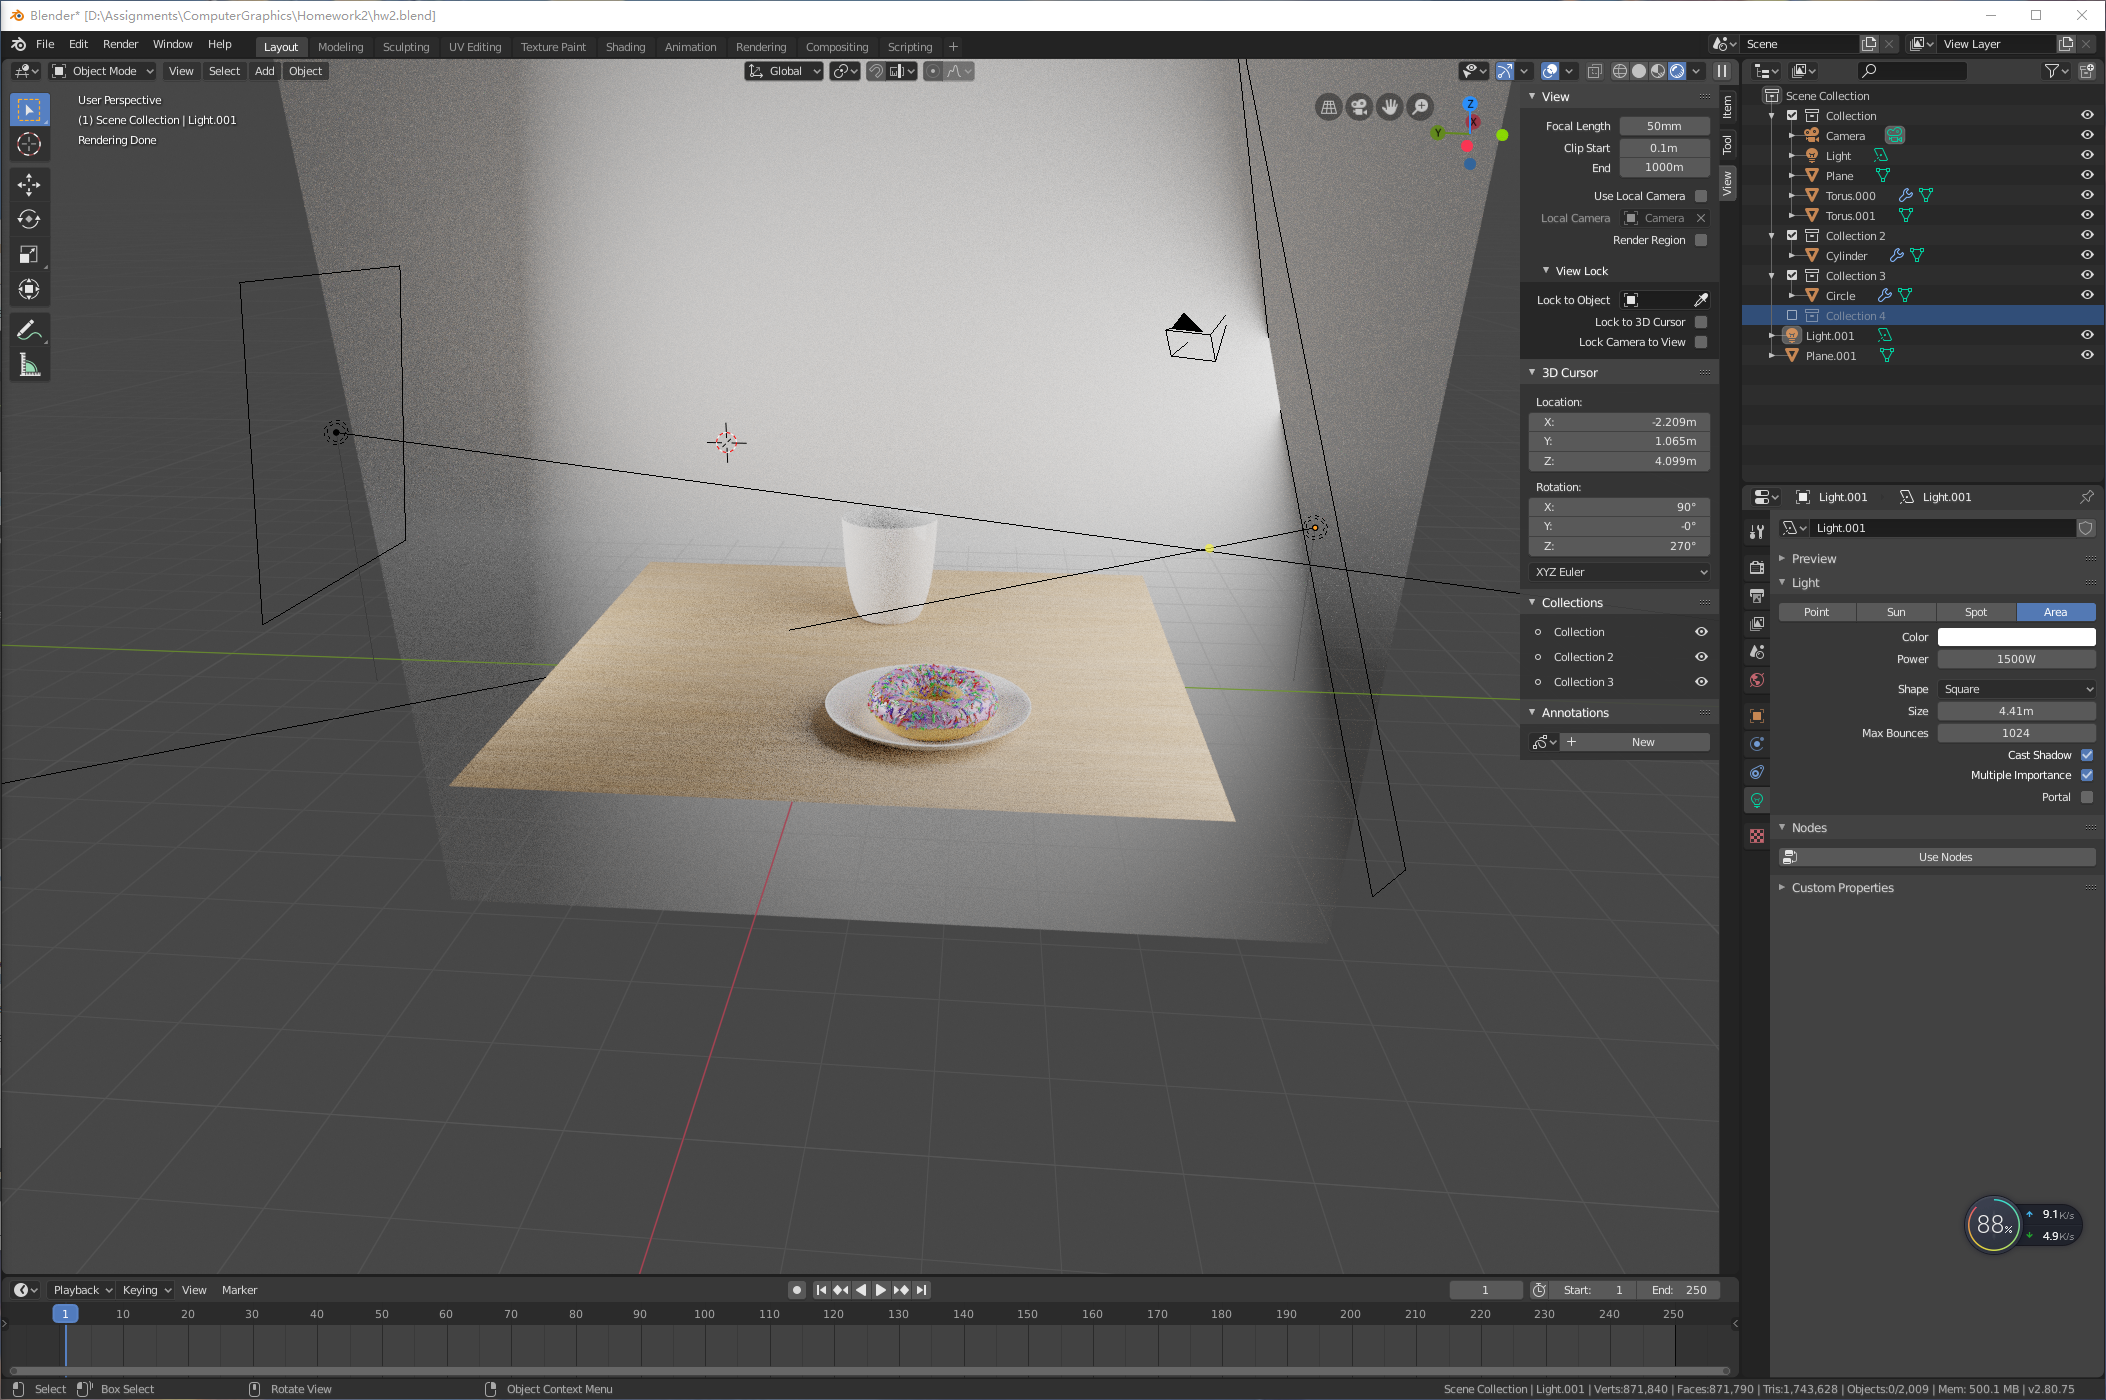 Blender* [D:\Assignments\ComputerGraphics\Homework2\hw2.blend]
File Edit Render Window Help Layout Modeling Sculpting UV Editing Texture Paint Shading Animation Rendering Compositing Scripting + Scene View Layer
Object Mode View Select Add Object Global
User Perspective
(1) Scene Collection | Light.001
Rendering Done
Z
X
Y
View
Focal Length 50mm
Clip Start 0.1m
End 1000m
Use Local Camera
Local Camera Camera
Render Region
View Lock
Lock to Object
Lock to 3D Cursor
Lock Camera to View
3D Cursor
Location:
X: -2.209m
Y: 1.065m
Z: 4.099m
Rotation:
X: 90°
Y: -0°
Z: 270°
XYZ Euler
Collections
Collection
Collection 2
Collection 3
Annotations
+ New
Item
Tool
View
Scene Collection
Collection
Camera
Light
Plane
Torus.000
Torus.001
Collection 2
Cylinder
Collection 3
Circle
Collection 4
Light.001
Plane.001
Light.001 Light.001
Light.001
Preview
Light
Point Sun Spot Area
Color
Power 1500W
Shape Square
Size 4.41m
Max Bounces 1024
Cast Shadow
Multiple Importance
Portal
Nodes
Use Nodes
Custom Properties
88% 9.1K/s
4.9K/s
Playback Keying View Marker 1 Start: 1 End: 250
1 10 20 30 40 50 60 70 80 90 100 110 120 130 140 150 160 170 180 190 200 210 220 230 240 250
Select Box Select Rotate View Object Context Menu Scene Collection | Light.001 | Verts:871,840 | Faces:871,790 | Tris:1,743,628 | Objects:0/2,009 | Mem: 500.1 MB | v2.80.75